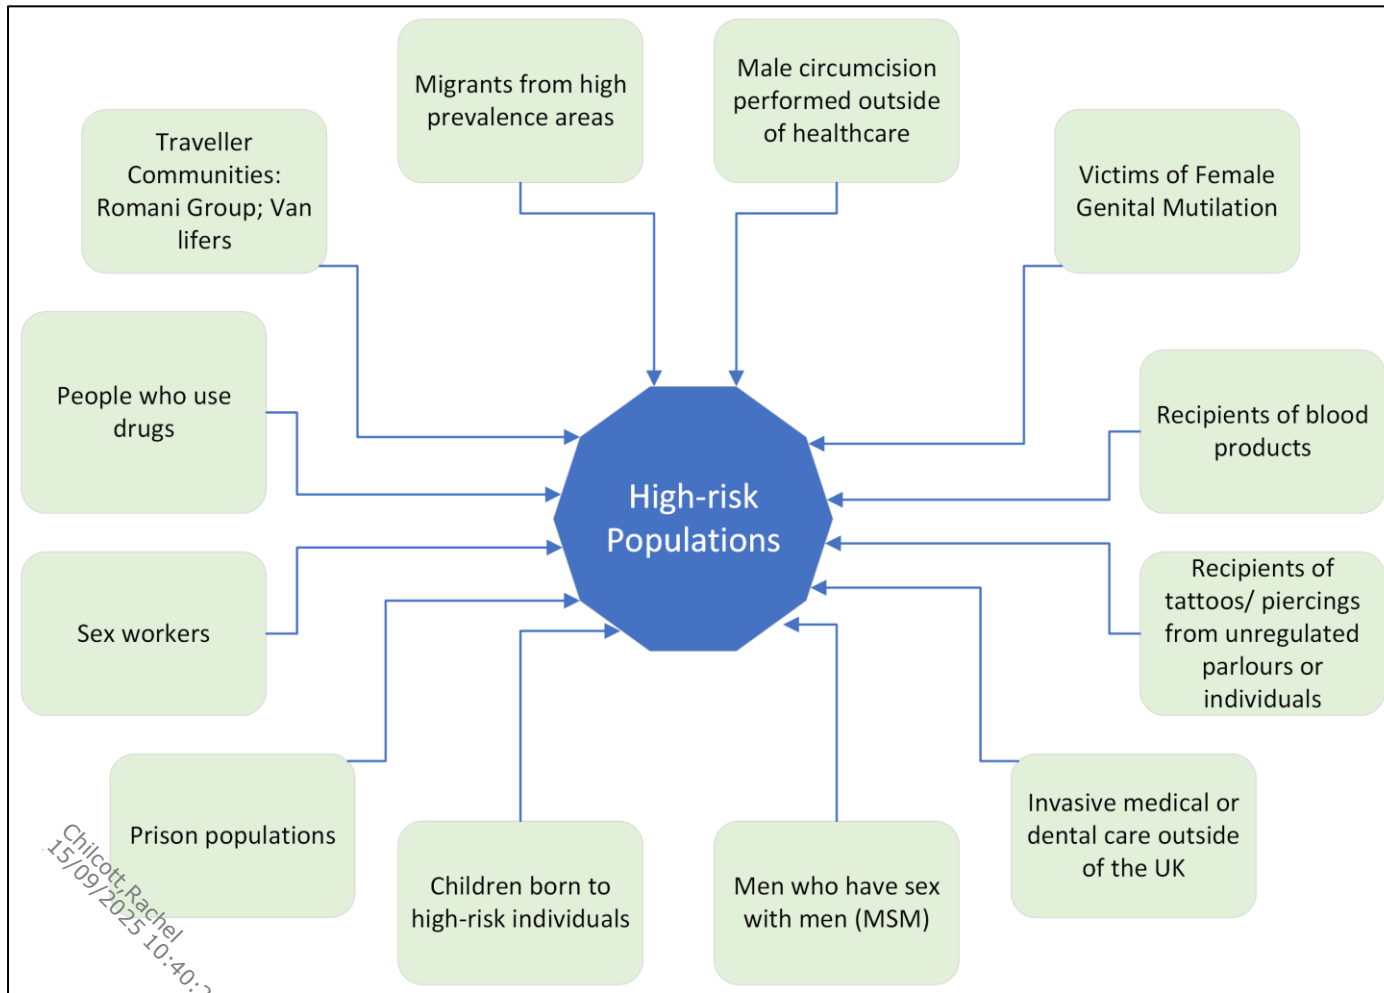 Migrants from high
prevalence areas
Male circumcision
performed outside
of healthcare
Traveller
Communities:
Romani Group; Van
lifers
Victims of Female
Genital Mutilation
People who use
drugs
Recipients of blood
products
High-risk
Populations
Sex workers
Recipients of
tattoos/ piercings
from unregulated
parlours or
individuals
Prison populations
Children born to
high-risk individuals
Men who have sex
with men (MSM)
Invasive medical or
dental care outside
of the UK
Chilcott,Rachel
15/09/2025 10:40: